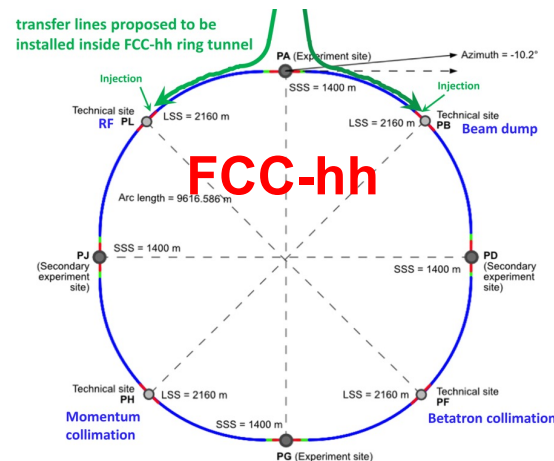 transfer lines proposed to be
installed inside FCC-hh ring tunnel
PA (Experiment site)
Azimuth = -10.2°
SSS = 1400 m
Injection
Injection
Technical site
PL
RF
LSS = 2160 m
LSS = 2160 m
Technical site
PB
Beam dump
FCC-hh
Arc length = 9616.586 m
PJ
(Secondary
experiment
site)
SSS = 1400 m
SSS = 1400 m
PD
(Secondary
experiment
site)
Technical site
PH
LSS = 2160 m
LSS = 2160 m
Technical site
PF
Momentum
collimation
Betatron collimation
SSS = 1400 m
PG (Experiment site)